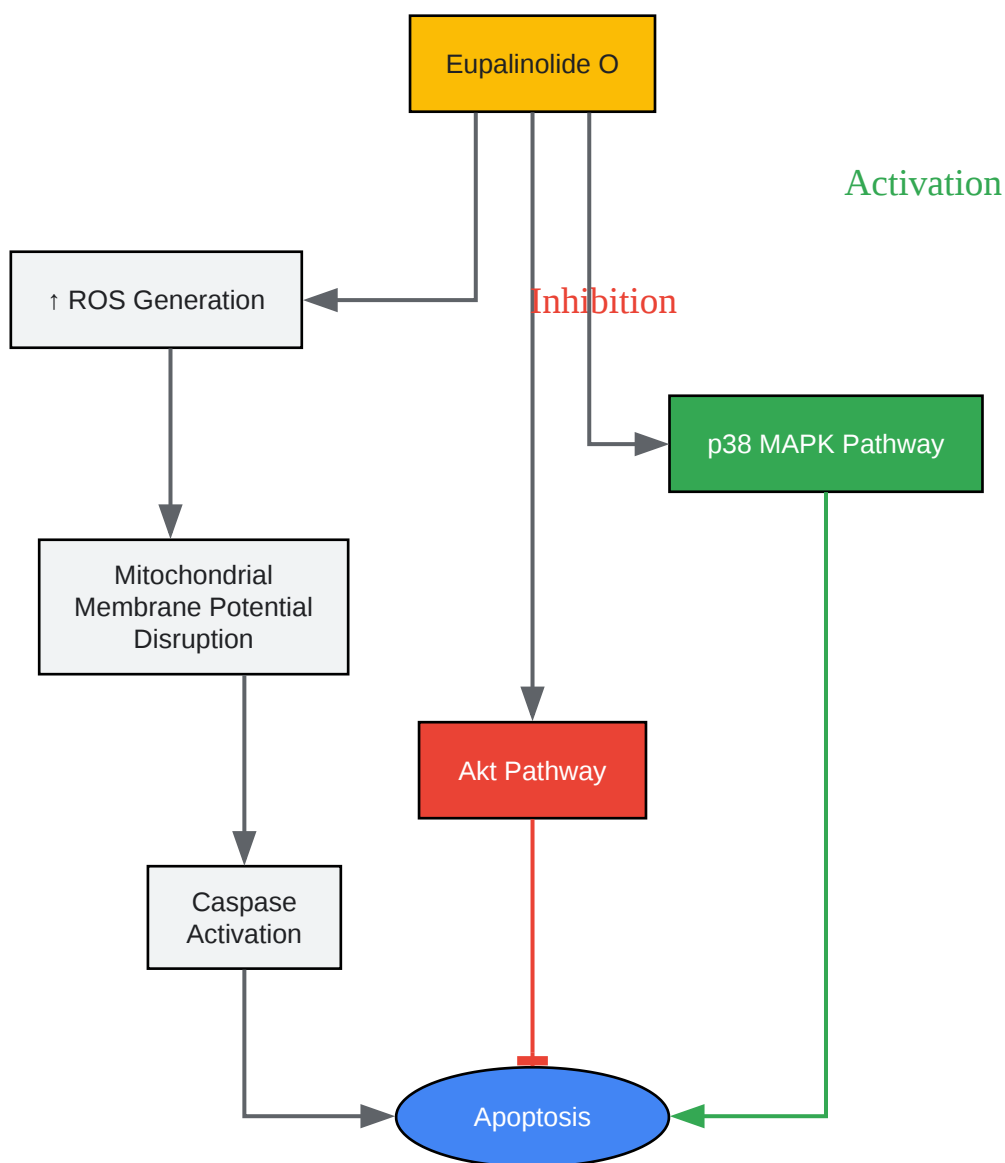 Eupalinolide O
Activation
↑ ROS Generation
Inhibition
p38 MAPK Pathway
Mitochondrial
Membrane Potential
Disruption
Akt Pathway
Caspase
Activation
Apoptosis